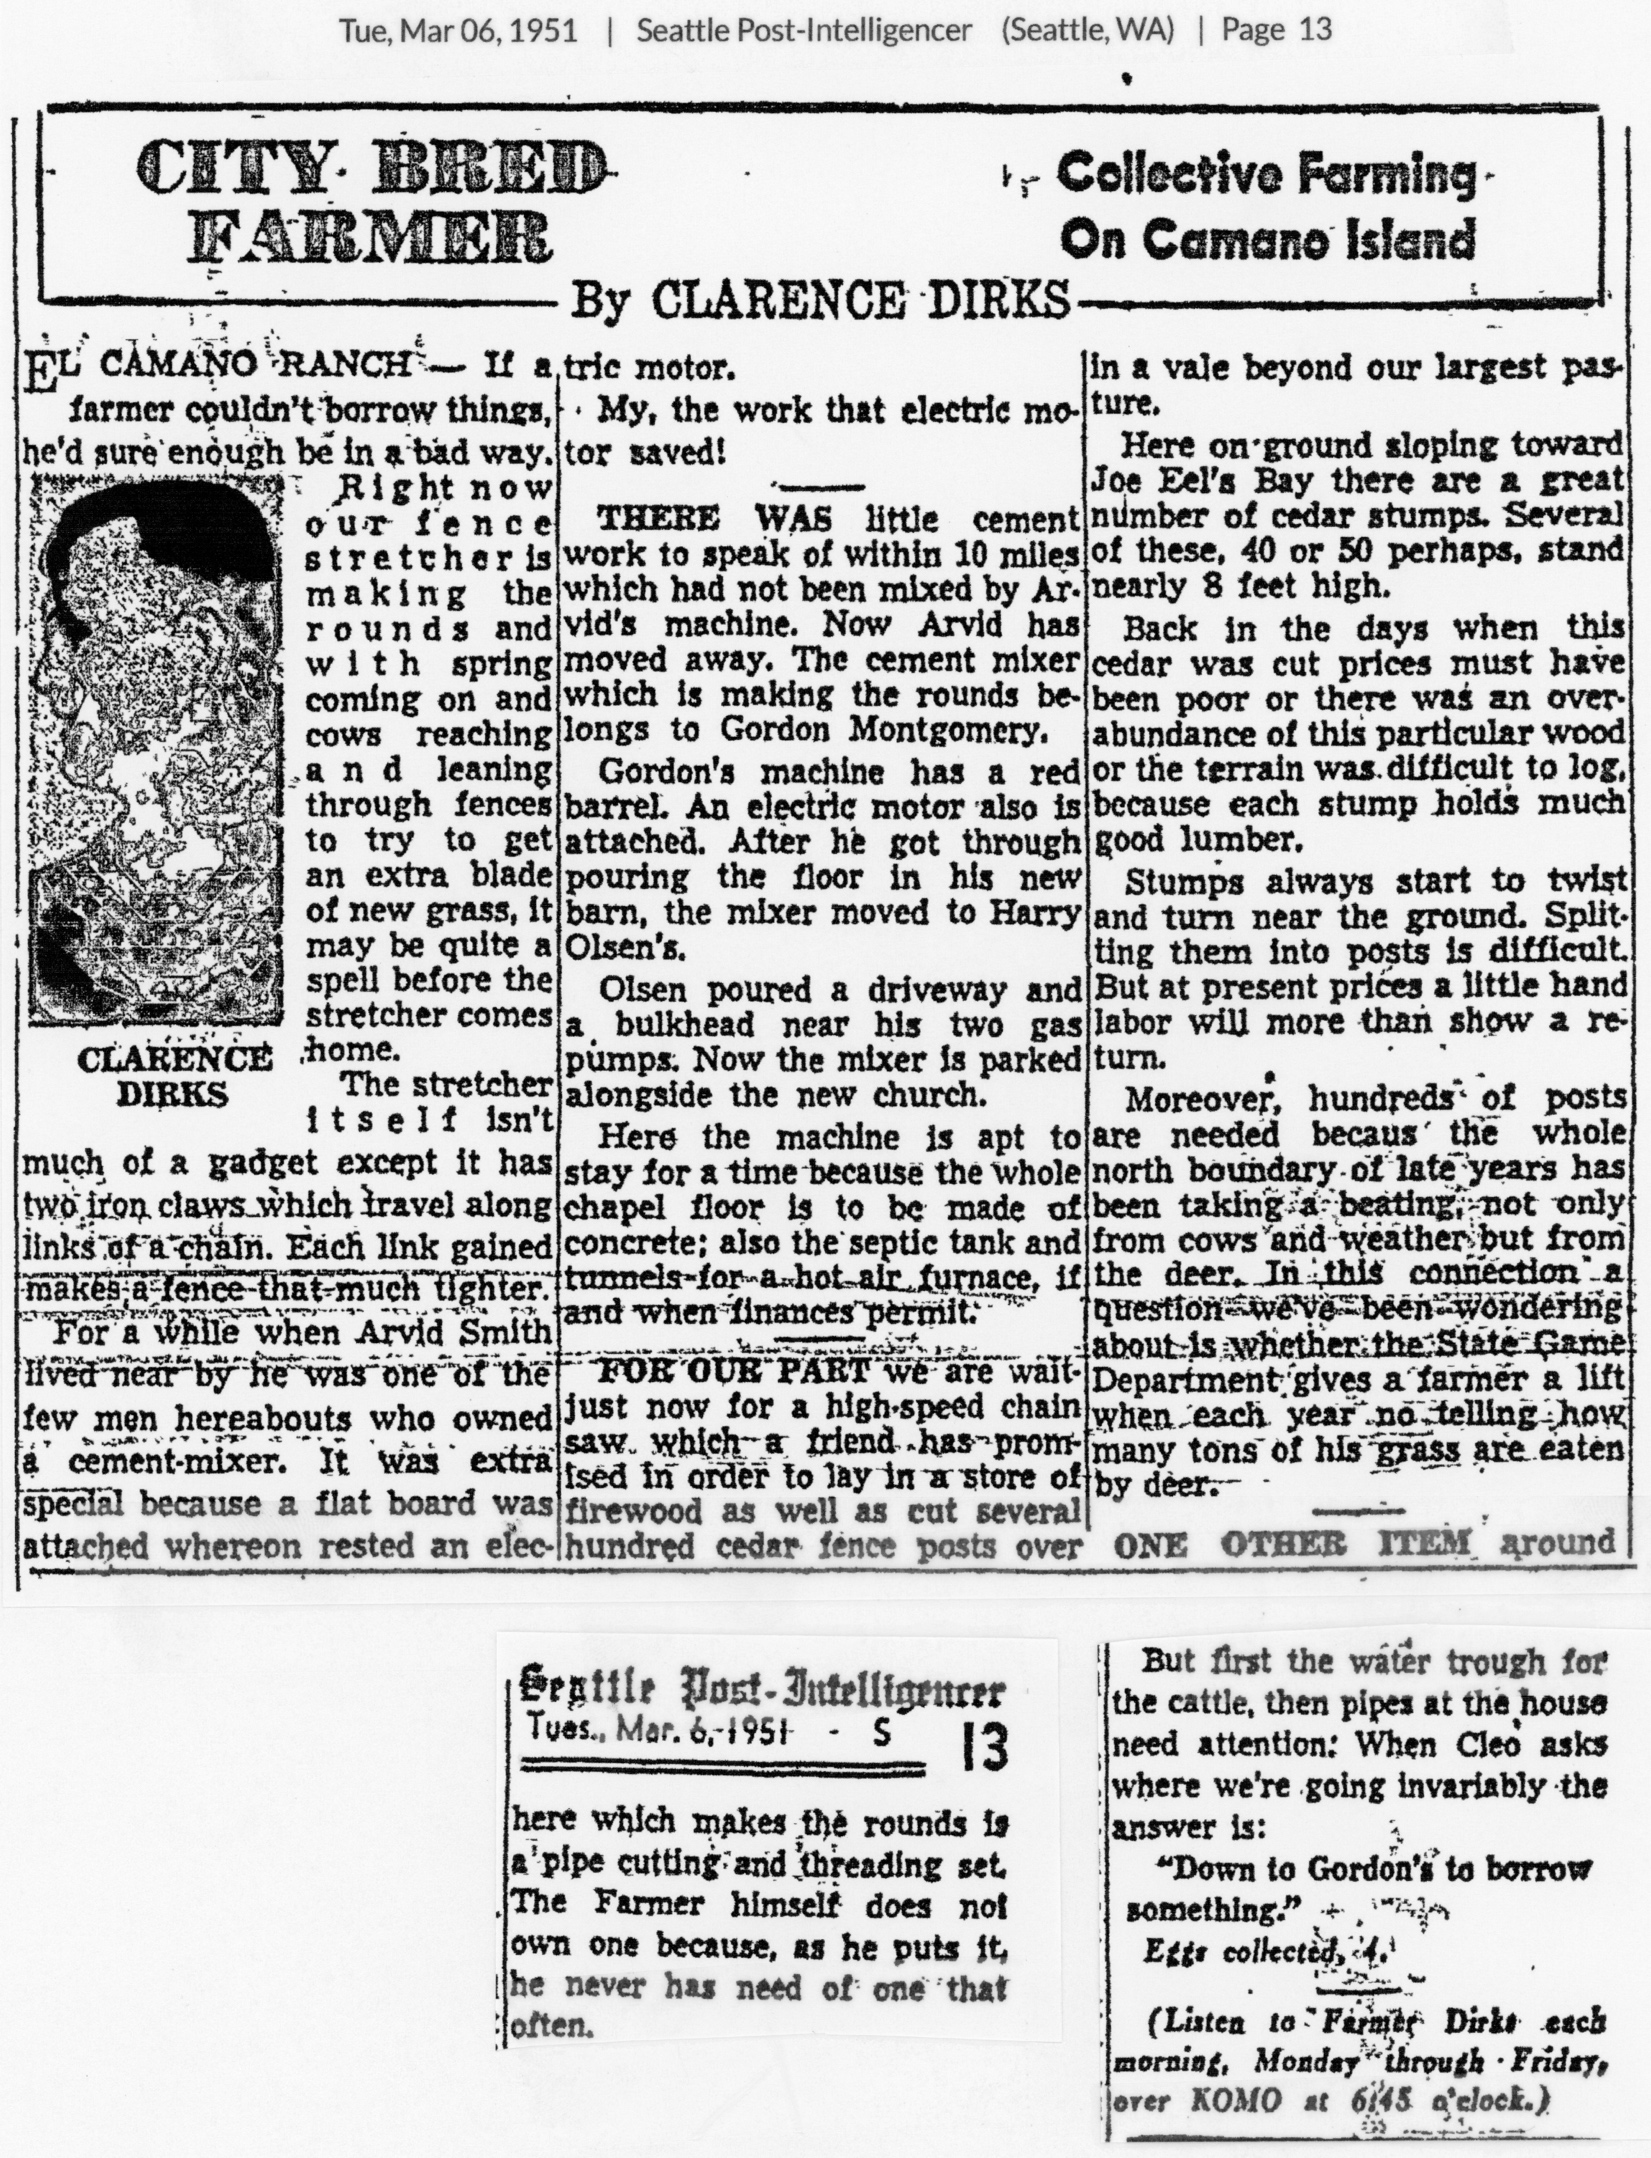 Tue, Mar 06, 1951 | Seattle Post-Intelligencer (Seattle, WA) | Page 13
CITY BRED
FARMER
Collective Farming
On Camano Island
By CLARENCE DIRKS
EL CAMANO RANCH — If a
farmer couldn't borrow things,
he'd sure enough be in a bad way.
Right now
our fence
stretcher is
making the
rounds and
with spring
coming on and
cows reaching
and leaning
through fences
to try to get
an extra blade
of new grass, it
may be quite a
spell before the
stretcher comes
home.
CLARENCE
DIRKS
The stretcher
itself isn't
much of a gadget except it has
two iron claws which travel along
links of a chain. Each link gained
makes a fence that much tighter.
For a while when Arvid Smith
lived near by he was one of the
few men hereabouts who owned
a cement-mixer. It was extra
special because a flat board was
attached whereon rested an elec-
tric motor.
My, the work that electric mo-
tor saved!
THERE WAS little cement
work to speak of within 10 miles
which had not been mixed by Ar-
vid's machine. Now Arvid has
moved away. The cement mixer
which is making the rounds be-
longs to Gordon Montgomery.
Gordon's machine has a red
barrel. An electric motor also is
attached. After he got through
pouring the floor in his new
barn, the mixer moved to Harry
Olsen's.
Olsen poured a driveway and
a bulkhead near his two gas
pumps. Now the mixer is parked
alongside the new church.
Here the machine is apt to
stay for a time because the whole
chapel floor is to be made of
concrete; also the septic tank and
tunnels for a hot air furnace, if
and when finances permit.
FOR OUR PART we are wait-
just now for a high-speed chain
saw which a friend has prom-
ised in order to lay in a store of
firewood as well as cut several
hundred cedar fence posts over
in a vale beyond our largest pas-
ture.
Here on ground sloping toward
Joe Eel's Bay there are a great
number of cedar stumps. Several
of these, 40 or 50 perhaps, stand
nearly 8 feet high.
Back in the days when this
cedar was cut prices must have
been poor or there was an over-
abundance of this particular wood
or the terrain was difficult to log,
because each stump holds much
good lumber.
Stumps always start to twist
and turn near the ground. Split-
ting them into posts is difficult.
But at present prices a little hand
labor will more than show a re-
turn.
Moreover, hundreds of posts
are needed becaus' the whole
north boundary of late years has
been taking a beating, not only
from cows and weather but from
the deer. In this connection a
question we've been wondering
about is whether the State Game
Department gives a farmer a lift
when each year no telling how
many tons of his grass are eaten
by deer.
ONE OTHER ITEM around
Seattle Post-Intelligencer
Tues., Mar. 6, 1951 - S 13
here which makes the rounds is
a pipe cutting and threading set.
The Farmer himself does not
own one because, as he puts it,
he never has need of one that
often.
But first the water trough for
the cattle, then pipes at the house
need attention: When Cleo asks
where we're going invariably the
answer is:
"Down to Gordon's to borrow
something."
Eggs collected, 4.
(Listen to Farmer Dirks each
morning, Monday through Friday,
over KOMO at 6:45 o'clock.)